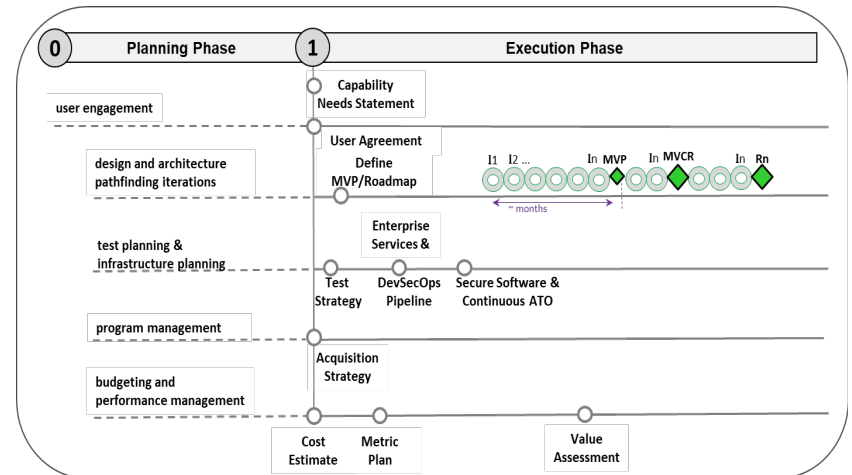 0
Planning Phase
1
Execution Phase
Capability
Needs Statement
user engagement
User Agreement
Define
MVP/Roadmap
design and architecture
pathfinding iterations
I1 I2 ... In MVP In MVCR In Rn
~ months
Enterprise
Services &
test planning &
infrastructure planning
Test
Strategy
DevSecOps
Pipeline
Secure Software &
Continuous ATO
program management
Acquisition
Strategy
budgeting and
performance management
Cost
Estimate
Metric
Plan
Value
Assessment